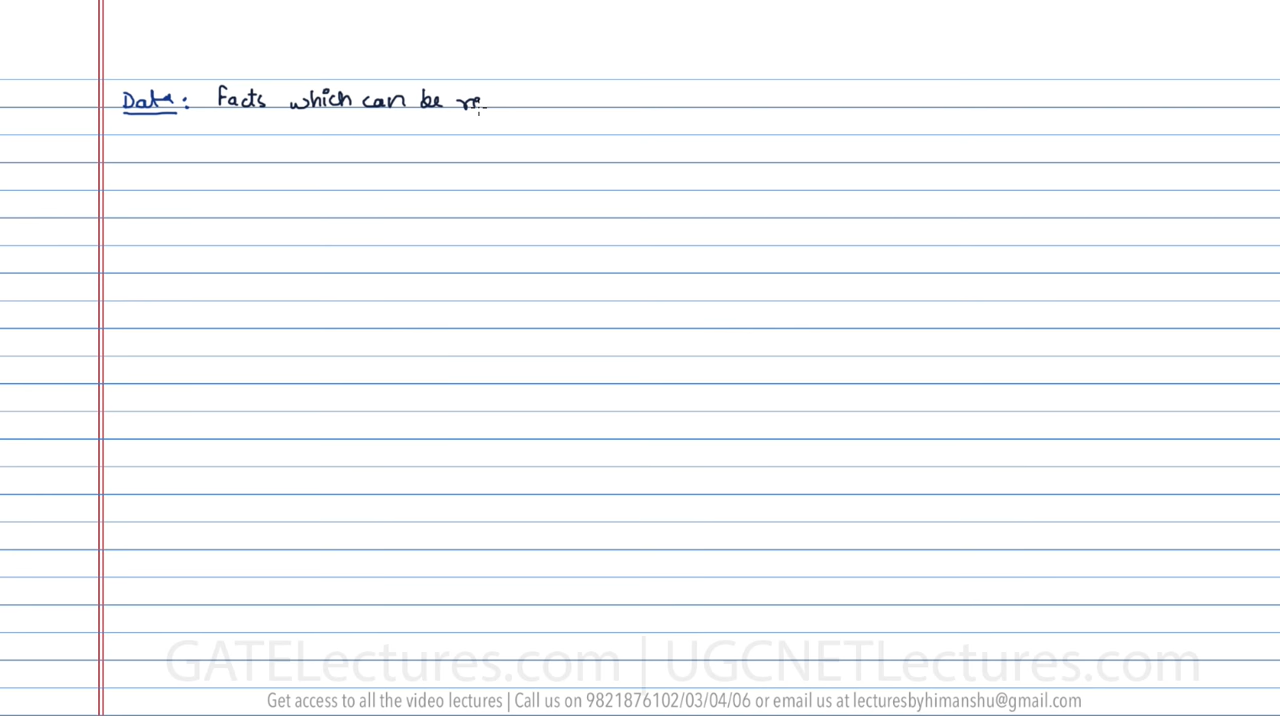 Data: Facts which can be re
GATELectures.com | UGCNETLectures.com
Get access to all the video lectures | Call us on 9821876102/03/04/06 or email us at lecturesbyhimanshu@gmail.com